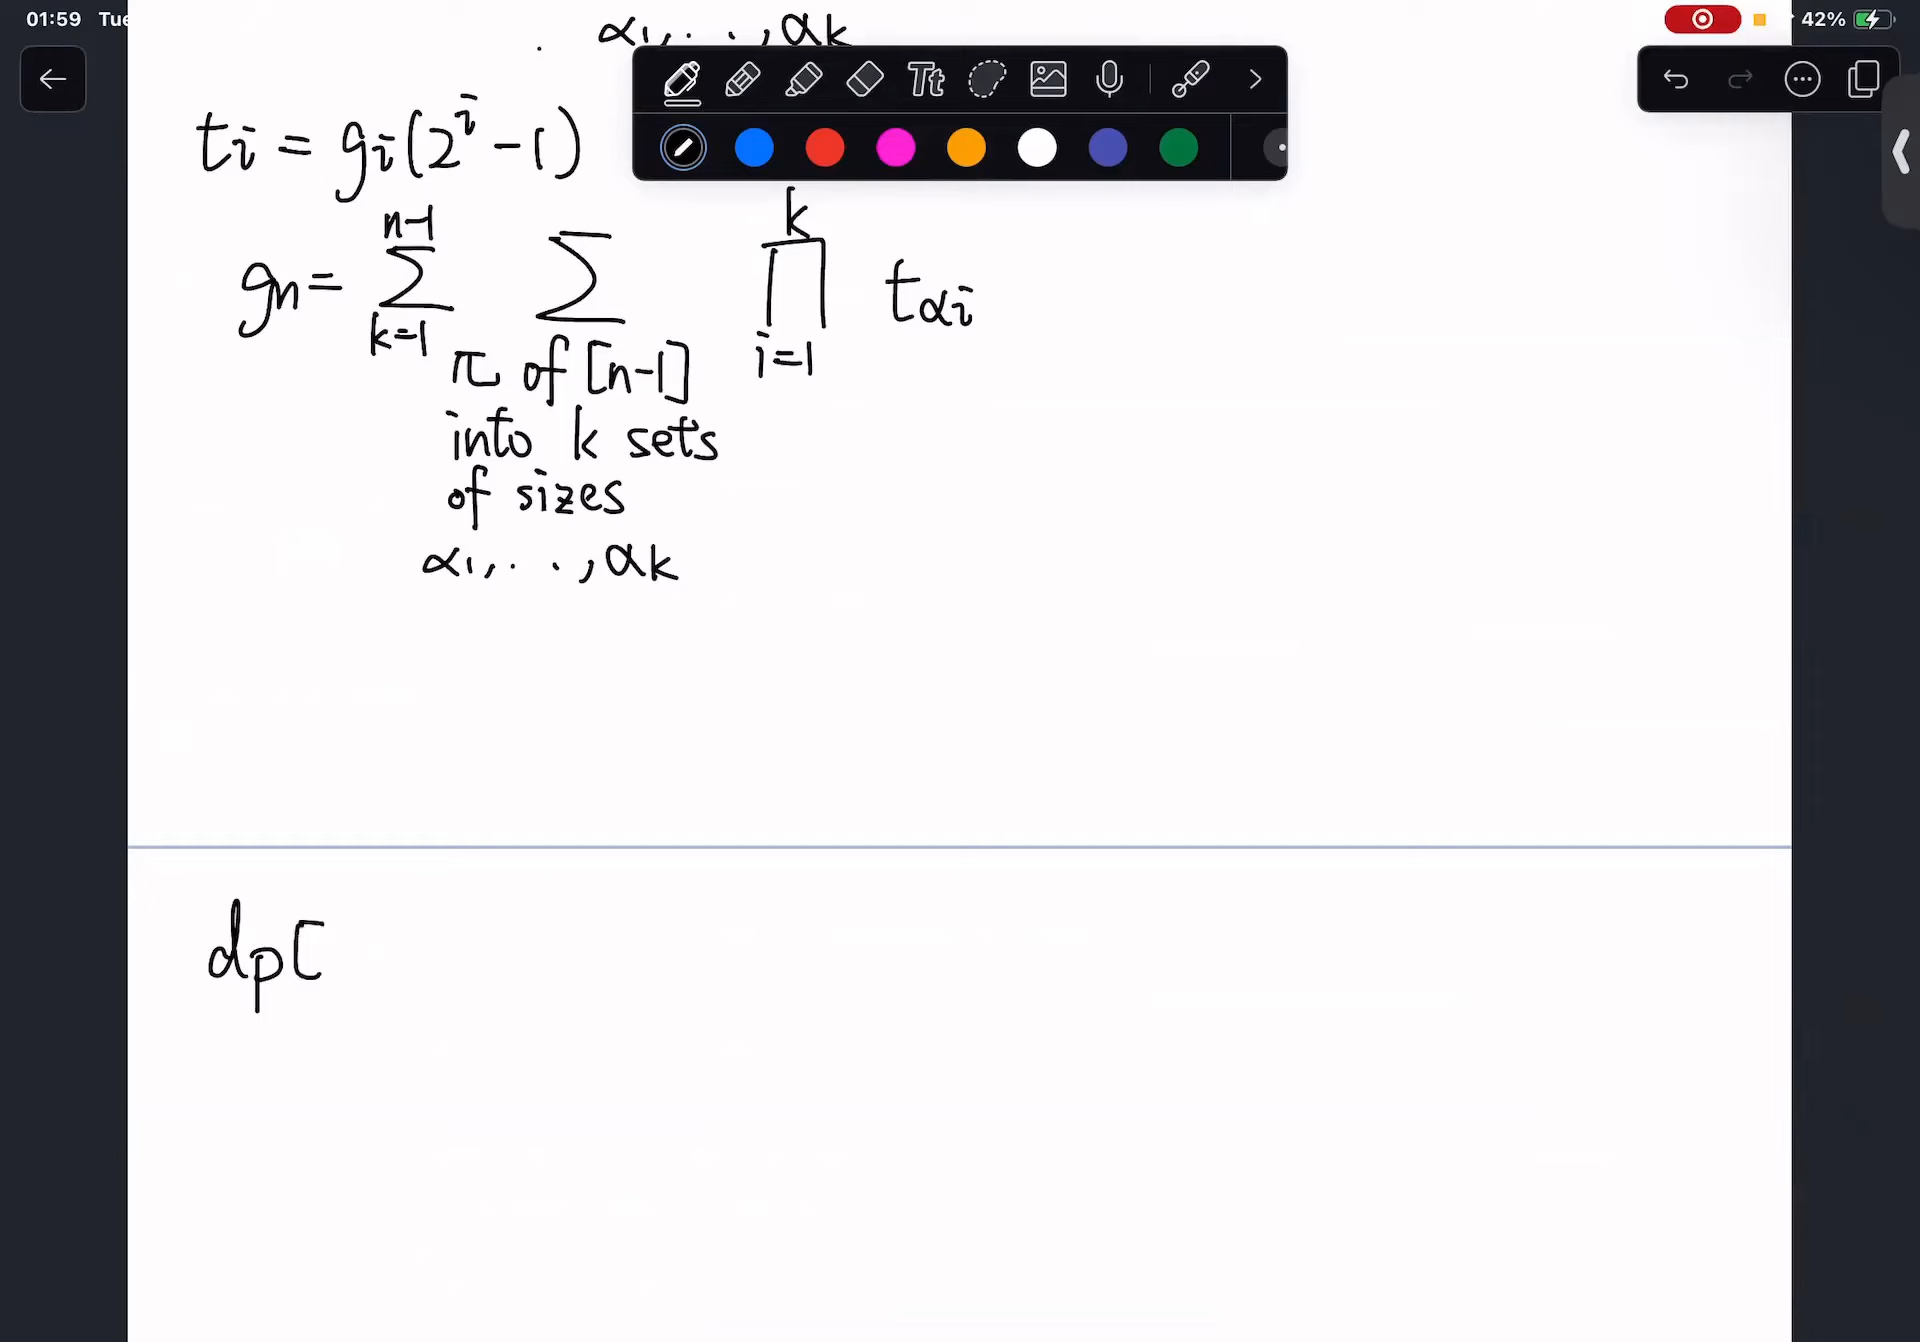 01:59 Tue
42%
α1, . . , αk
Tt
ti = gi(2^i - 1)
gn = Σ_{k=1}^{n-1} Σ ∏_{i=1}^{k} tαi
π of [n-1]
into k sets
of sizes
α1, . . , αk
dp[